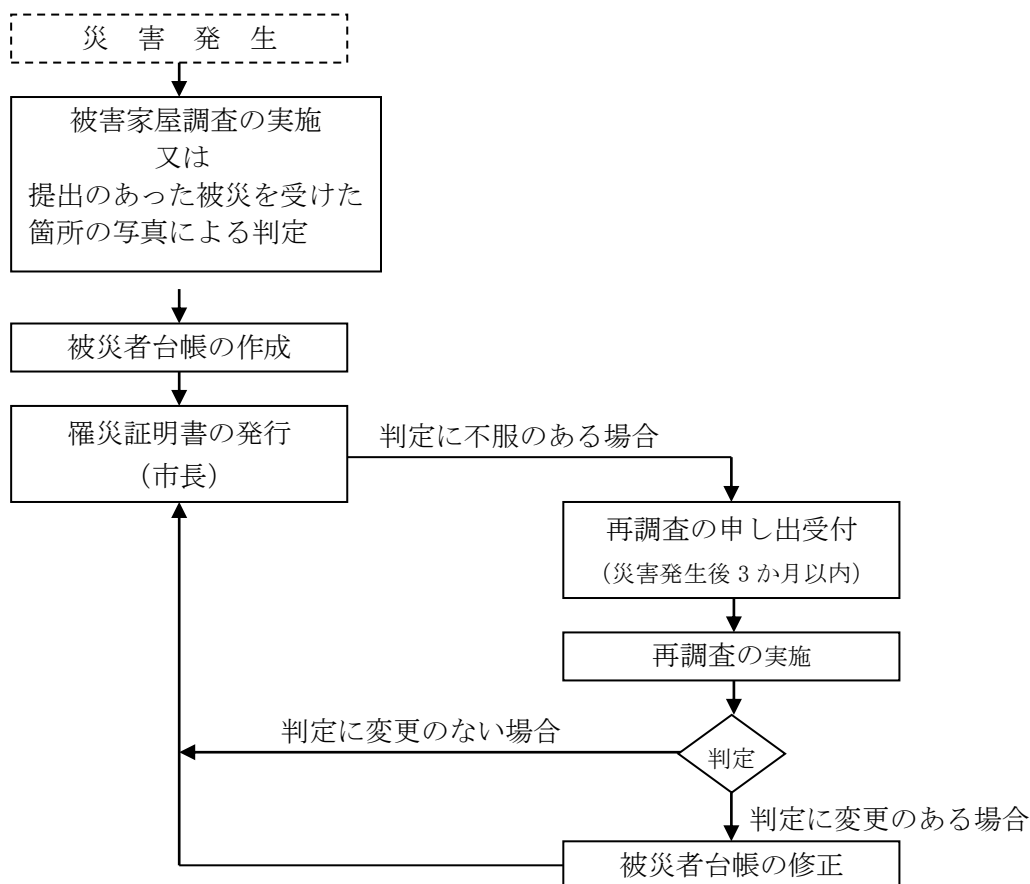 災 害 発 生
被害家屋調査の実施
又は
提出のあった被災を受けた
箇所の写真による判定
被災者台帳の作成
罹災証明書の発行
（市長）
判定に不服のある場合
再調査の申し出受付
（災害発生後3か月以内）
再調査の実施
判定
判定に変更のない場合
判定に変更のある場合
被災者台帳の修正